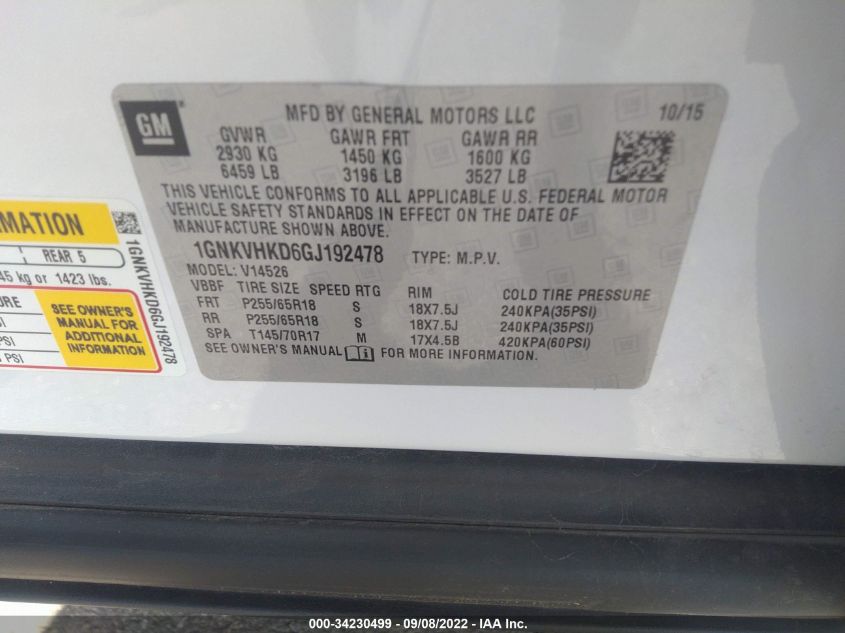 GM
MFD BY GENERAL MOTORS LLC 10/15
GVWR GAWR FRT GAWR RR
2930 KG 1450 KG 1600 KG
6459 LB 3196 LB 3527 LB
THIS VEHICLE CONFORMS TO ALL APPLICABLE U.S. FEDERAL MOTOR
VEHICLE SAFETY STANDARDS IN EFFECT ON THE DATE OF
MANUFACTURE SHOWN ABOVE.
1GNKVHKD6GJ192478 TYPE: M.P.V.
MODEL: V14526
VBBF TIRE SIZE SPEED RTG RIM COLD TIRE PRESSURE
FRT P255/65R18 S 18X7.5J 240KPA(35PSI)
RR P255/65R18 S 18X7.5J 240KPA(35PSI)
SPA T145/70R17 M 17X4.5B 420KPA(60PSI)
SEE OWNER'S MANUAL FOR MORE INFORMATION.
REAR 5
kg or 1423 lbs.
SEE OWNER'S
MANUAL FOR
ADDITIONAL
INFORMATION
PSI
1GNKVHKD6GJ192478
000-34230499 - 09/08/2022 - IAA Inc.